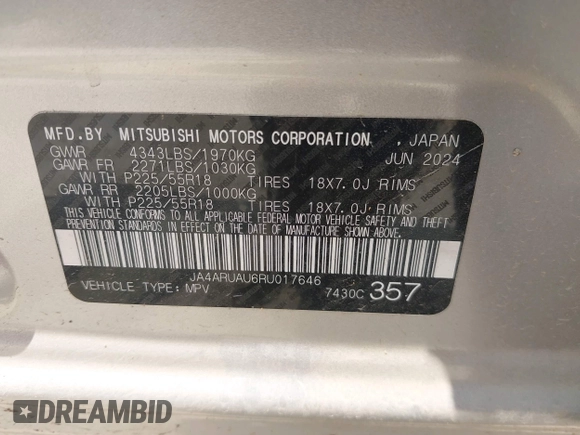 MFD.BY MITSUBISHI MOTORS CORPORATION , JAPAN
GVWR 4343LBS/1970KG JUN 2024
GAWR FR 2271LBS/1030KG
WITH P225/55R18 TIRES 18X7.0J RIMS
GAWR RR 2205LBS/1000KG
WITH P225/55R18 TIRES 18X7.0J RIMS
THIS VEHICLE CONFORMS TO ALL APPLICABLE FEDERAL MOTOR VEHICLE SAFETY AND THEFT
PREVENTION STANDARDS IN EFFECT ON THE DATE OF MANUFACTURE SHOWN ABOVE.
JA4ARUAU6RU017646
VEHICLE TYPE: MPV 7430C 357
DREAMBID